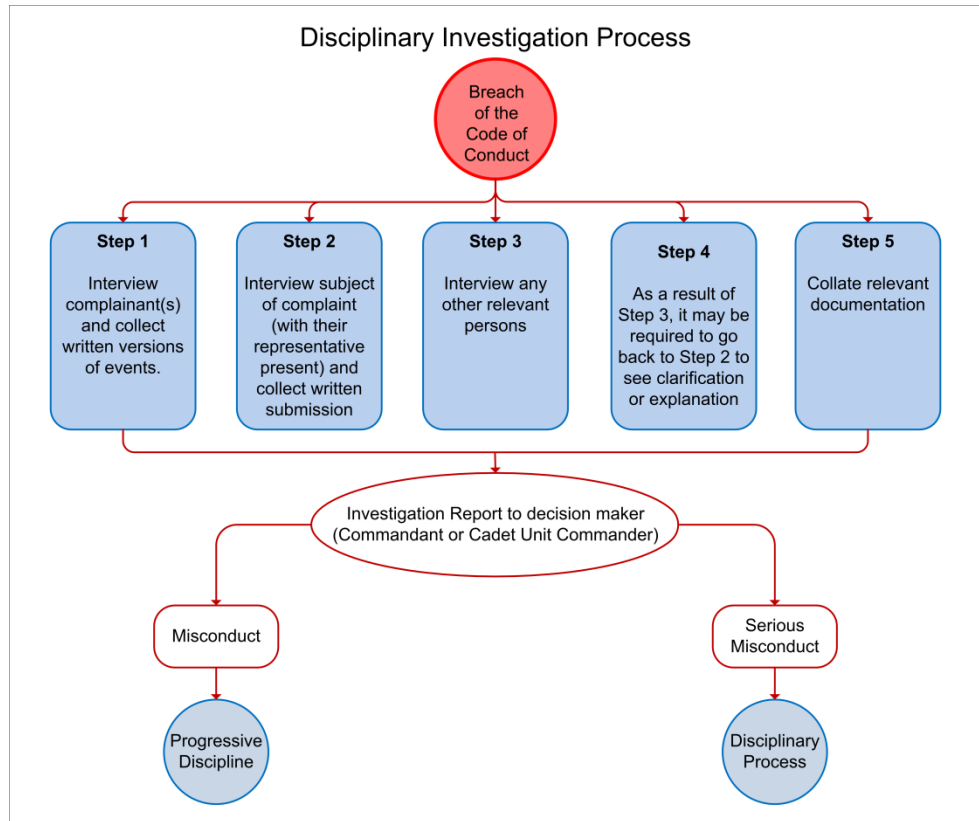 Disciplinary Investigation Process
Breach
of the
Code of
Conduct
Step 1
Interview
complainant(s)
and collect
written versions
of events.
Step 2
Interview subject
of complaint
(with their
representative
present) and
collect written
submission
Step 3
Interview any
other relevant
persons
Step 4
As a result of
Step 3, it may be
required to go
back to Step 2 to
see clarification
or explanation
Step 5
Collate relevant
documentation
Investigation Report to decision maker
(Commandant or Cadet Unit Commander)
Misconduct
Serious
Misconduct
Progressive
Discipline
Disciplinary
Process